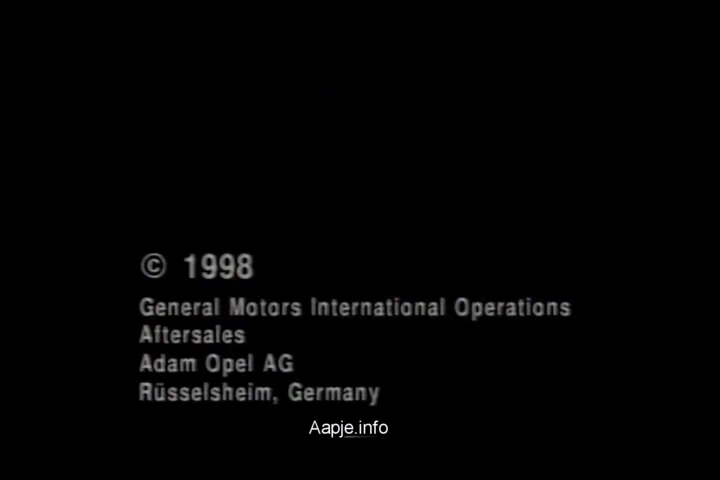 © 1998
General Motors International Operations
Aftersales
Adam Opel AG
Rüsselsheim, Germany
Aapje.info